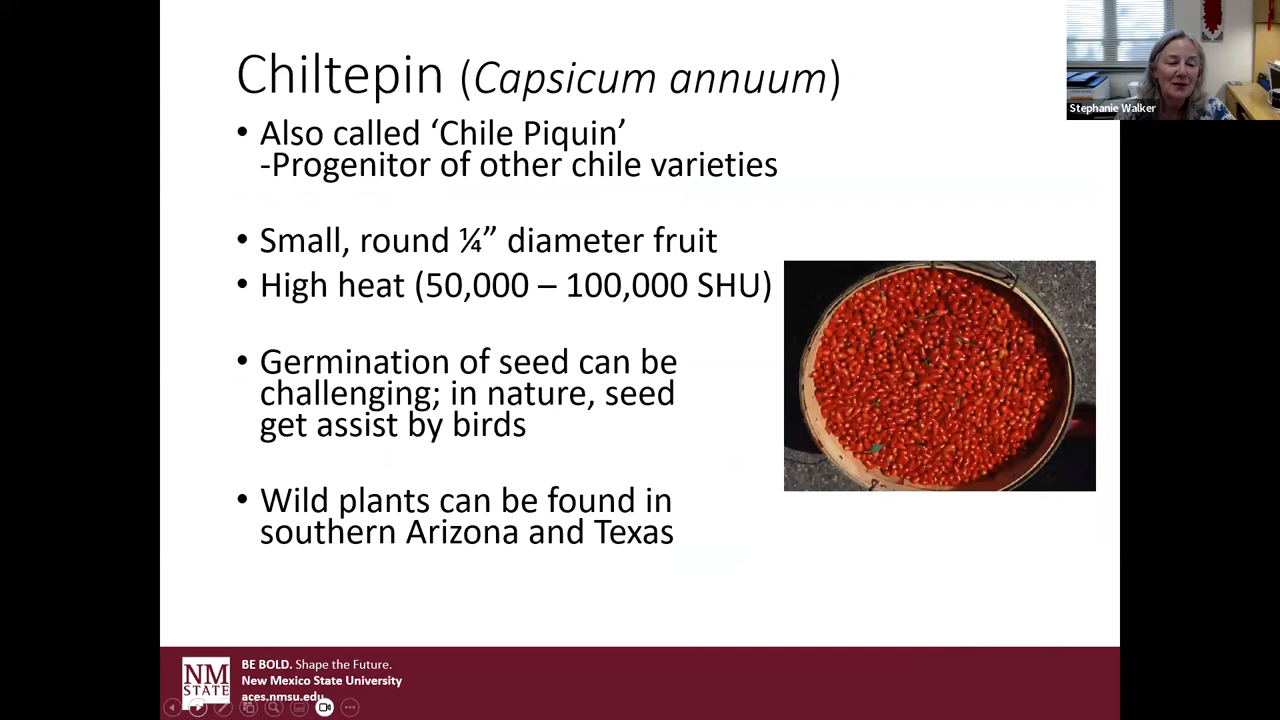 Chiltepin (Capsicum annuum)
• Also called ‘Chile Piquin’
-Progenitor of other chile varieties
• Small, round ¼” diameter fruit
• High heat (50,000 – 100,000 SHU)
• Germination of seed can be
challenging; in nature, seed
get assist by birds
• Wild plants can be found in
southern Arizona and Texas
Stephanie Walker
NM
STATE
BE BOLD. Shape the Future.
New Mexico State University
aces.nmsu.edu